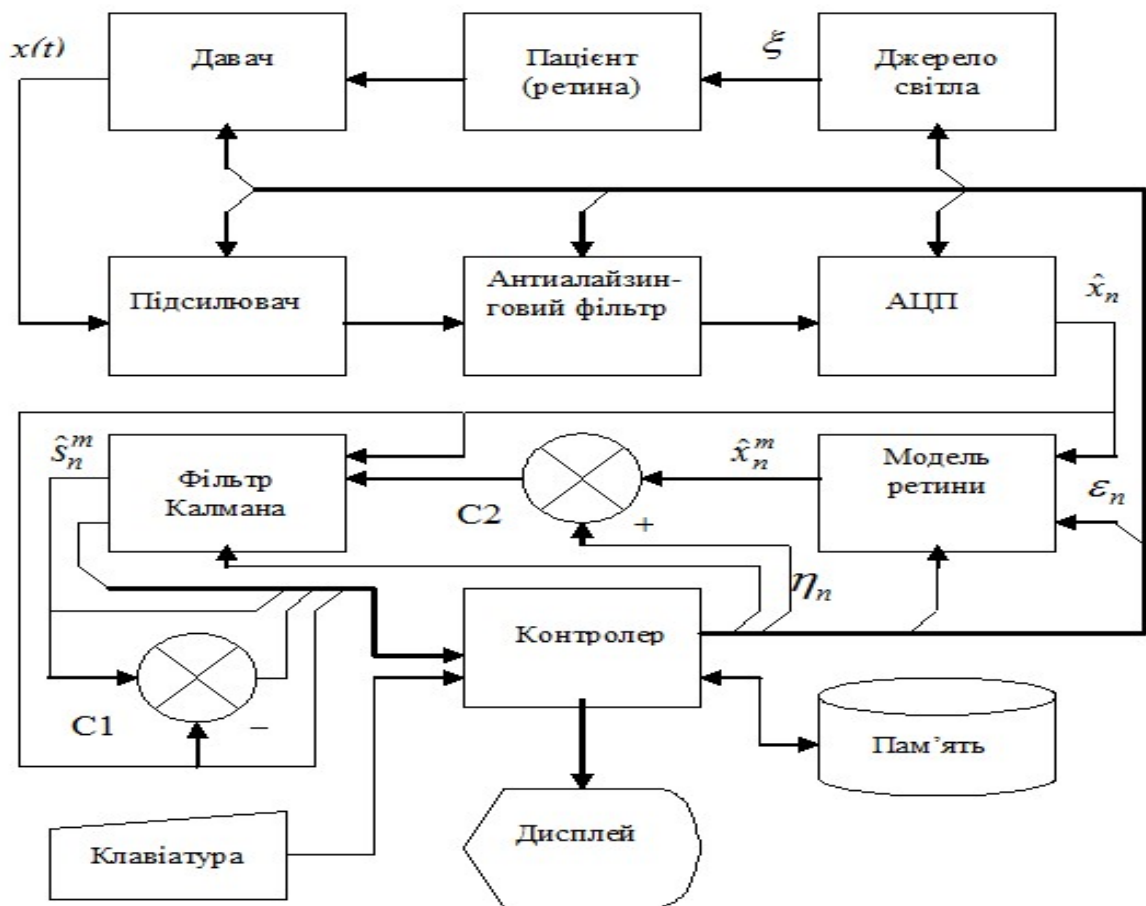 x(t)
Давач
Пацієнт
(ретина)
ξ
Джерело
світла
Підсилювач
Антиалайзин-
говий фільтр
АЦП
x̂ₙ
ŝₙᵐ
Фільтр
Калмана
C2
+
x̂ₙᵐ
Модель
ретини
εₙ
ηₙ
Контролер
C1
−
Пам’ять
Клавіатура
Дисплей